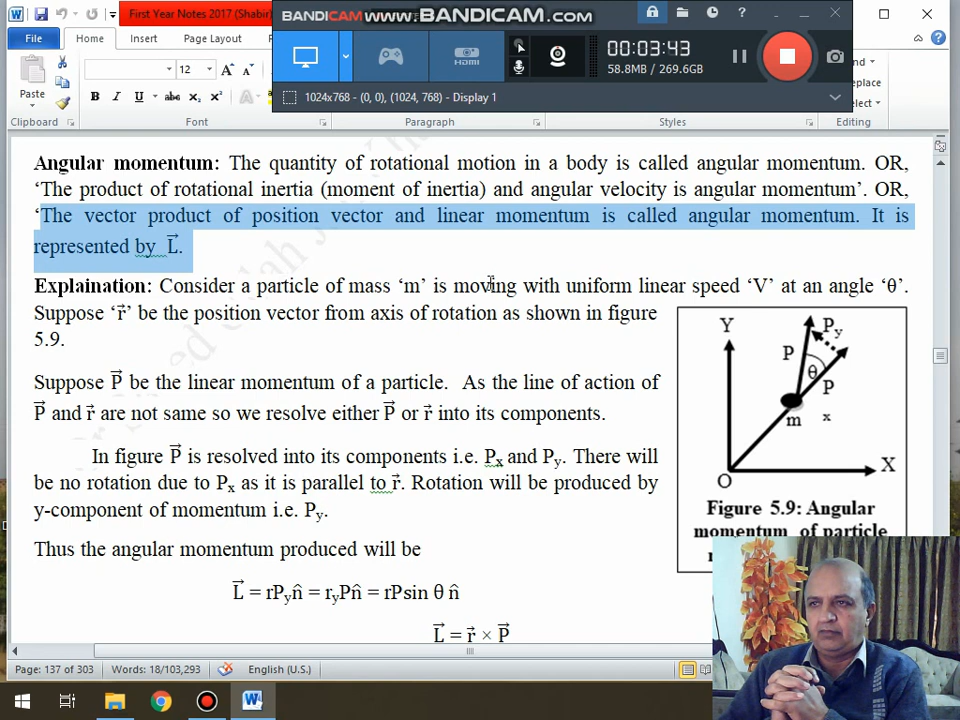 First Year Notes 2017 (Shabir
BANDICAM www.BANDICAM.com
File Home Insert Page Layout
HDMI
00:03:43
58.8MB / 269.6GB
1024x768 - (0, 0), (1024, 768) - Display 1
12
Paste
B I U abc X₂ X²
Clipboard Font Paragraph Styles Editing
Angular momentum: The quantity of rotational motion in a body is called angular momentum. OR,
‘The product of rotational inertia (moment of inertia) and angular velocity is angular momentum’. OR,
‘The vector product of position vector and linear momentum is called angular momentum. It is
represented by L⃗.
Explaination: Consider a particle of mass ‘m’ is moving with uniform linear speed ‘V’ at an angle ‘θ’.
Suppose ‘r⃗’ be the position vector from axis of rotation as shown in figure
5.9.
Suppose P⃗ be the linear momentum of a particle. As the line of action of
P⃗ and r⃗ are not same so we resolve either P⃗ or r⃗ into its components.
In figure P⃗ is resolved into its components i.e. Pₓ and Py. There will
be no rotation due to Pₓ as it is parallel to r⃗. Rotation will be produced by
y-component of momentum i.e. Py.
Thus the angular momentum produced will be
L⃗ = rPyn̂ = ryPn̂ = rPsin θ n̂
L⃗ = r⃗ × P⃗
Y
Py
P
θ
P
m
x
X
O
Figure 5.9: Angular
momentum of particle
Page: 137 of 303 Words: 18/103,293 English (U.S.)